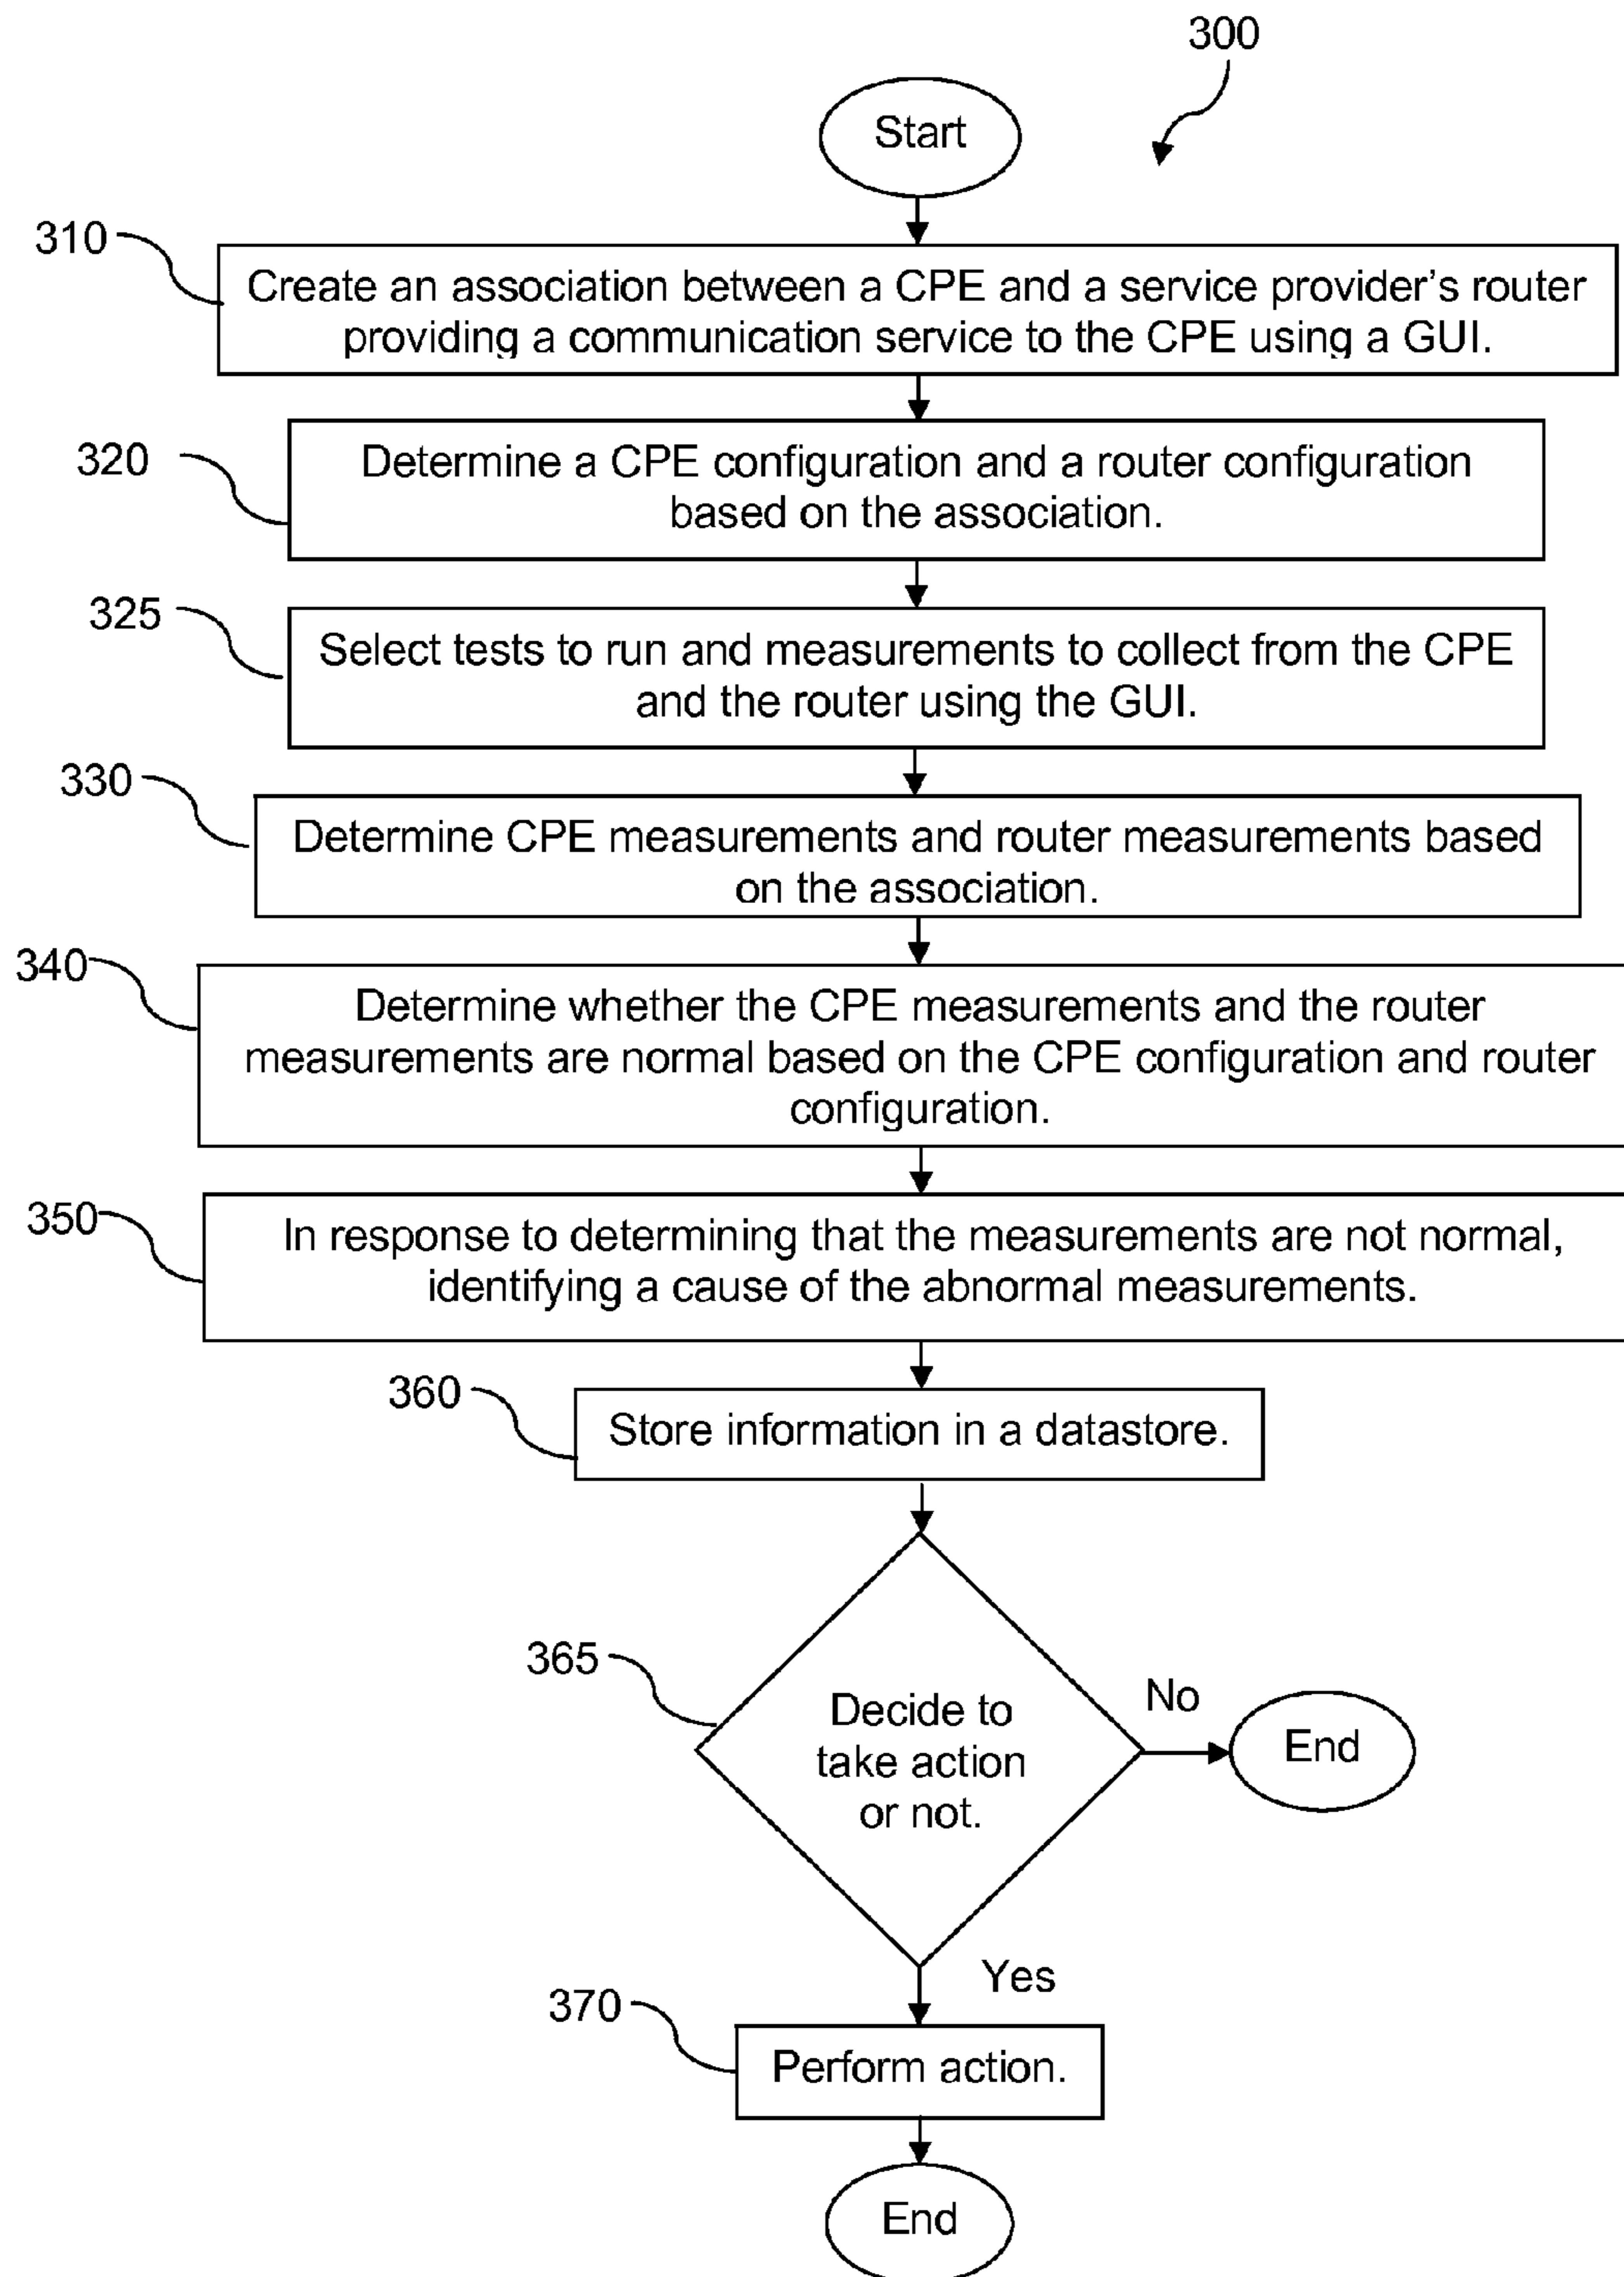 300
Start
310
Create an association between a CPE and a service provider's router
providing a communication service to the CPE using a GUI.
320
Determine a CPE configuration and a router configuration
based on the association.
325
Select tests to run and measurements to collect from the CPE
and the router using the GUI.
330
Determine CPE measurements and router measurements based
on the association.
340
Determine whether the CPE measurements and the router
measurements are normal based on the CPE configuration and router
configuration.
350
In response to determining that the measurements are not normal,
identifying a cause of the abnormal measurements.
360
Store information in a datastore.
365
Decide to
take action
or not.
No
End
Yes
370
Perform action.
End